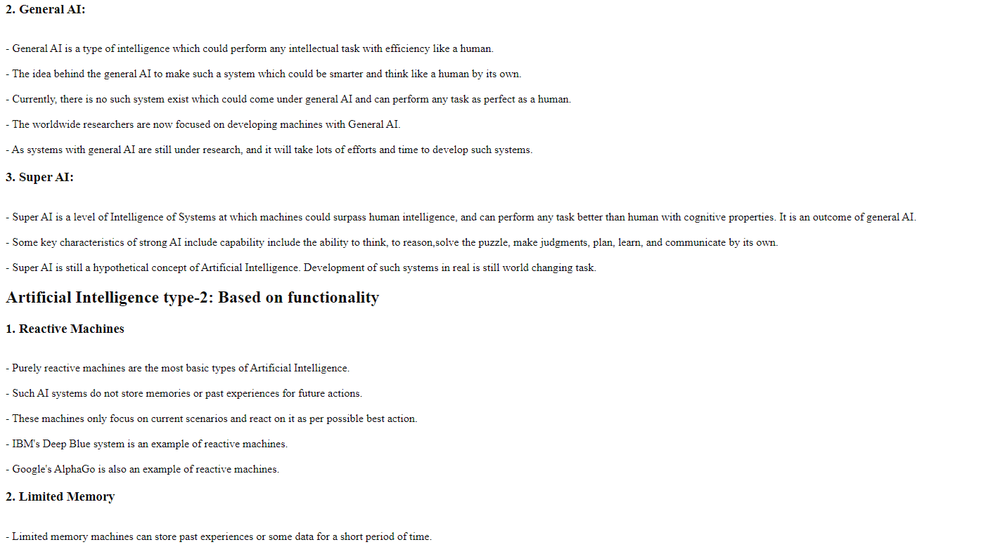 2. General AI:
- General AI is a type of intelligence which could perform any intellectual task with efficiency like a human.
- The idea behind the general AI to make such a system which could be smarter and think like a human by its own.
- Currently, there is no such system exist which could come under general AI and can perform any task as perfect as a human.
- The worldwide researchers are now focused on developing machines with General AI.
- As systems with general AI are still under research, and it will take lots of efforts and time to develop such systems.
3. Super AI:
- Super AI is a level of Intelligence of Systems at which machines could surpass human intelligence, and can perform any task better than human with cognitive properties. It is an outcome of general AI.
- Some key characteristics of strong AI include capability include the ability to think, to reason,solve the puzzle, make judgments, plan, learn, and communicate by its own.
- Super AI is still a hypothetical concept of Artificial Intelligence. Development of such systems in real is still world changing task.
Artificial Intelligence type-2: Based on functionality
1. Reactive Machines
- Purely reactive machines are the most basic types of Artificial Intelligence.
- Such AI systems do not store memories or past experiences for future actions.
- These machines only focus on current scenarios and react on it as per possible best action.
- IBM's Deep Blue system is an example of reactive machines.
- Google's AlphaGo is also an example of reactive machines.
2. Limited Memory
- Limited memory machines can store past experiences or some data for a short period of time.